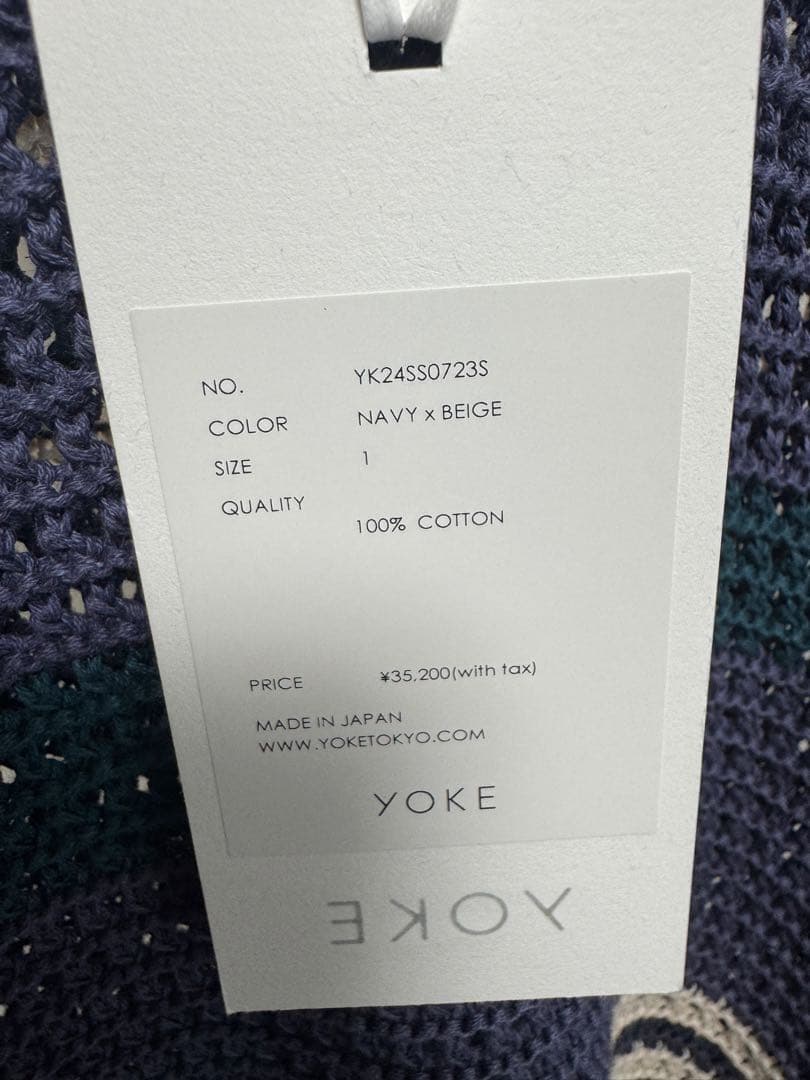 NO. YK24SS0723S
COLOR NAVY x BEIGE
SIZE 1
QUALITY
100% COTTON
PRICE ¥35,200(with tax)
MADE IN JAPAN
WWW.YOKETOKYO.COM
YOKE
YOKE